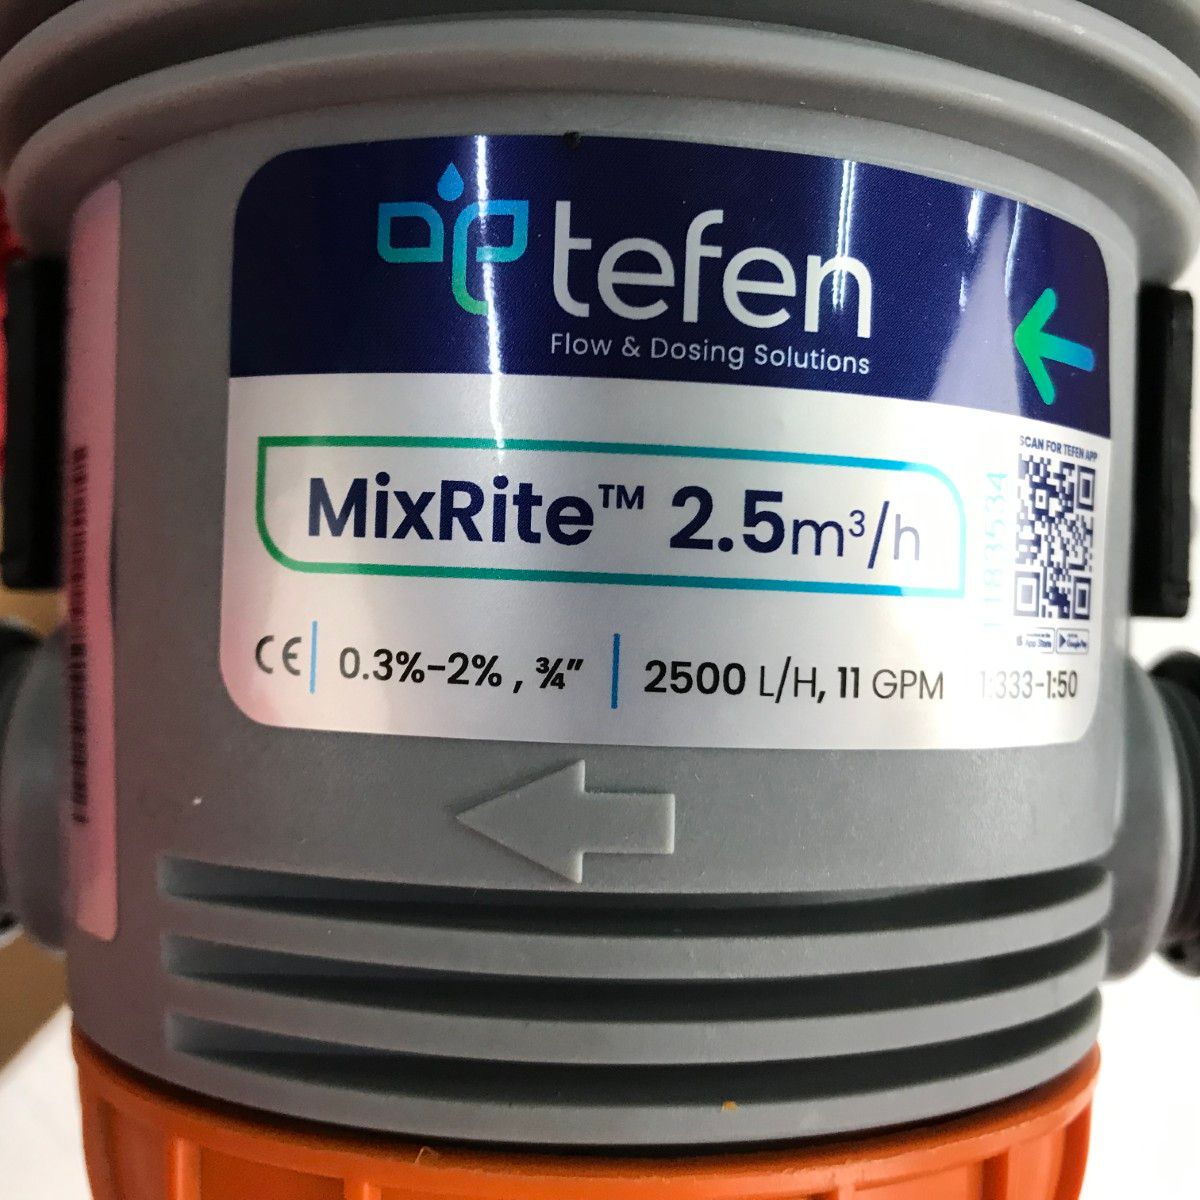 tefen
Flow & Dosing Solutions
SCAN FOR TEFEN APP
MixRite™ 2.5m³/h
CE 0.3%-2% , ¾" 2500 L/H, 11 GPM 1:333-1:50